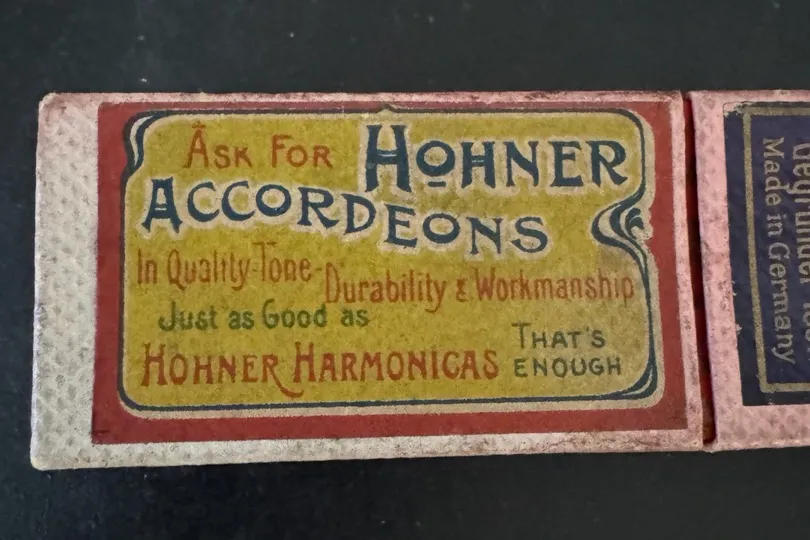 Ask For HOHNER
ACCORDEONS
In Quality-Tone-Durability & Workmanship
Just as Good as
HOHNER HARMONICAS THAT'S ENOUGH
Made in Germany